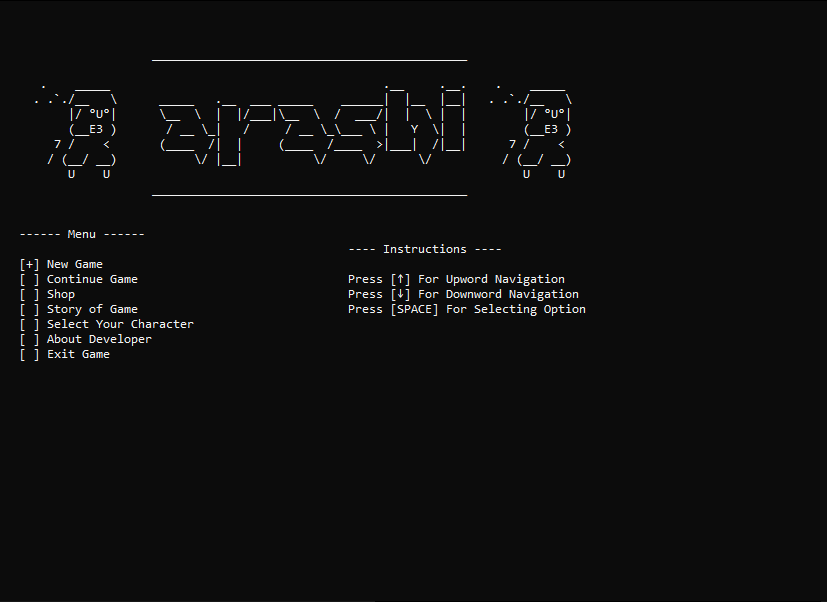 arashi
------ Menu ------
---- Instructions ----
[+] New Game
[ ] Continue Game
Press [↑] For Upword Navigation
[ ] Shop
Press [↓] For Downword Navigation
[ ] Story of Game
Press [SPACE] For Selecting Option
[ ] Select Your Character
[ ] About Developer
[ ] Exit Game